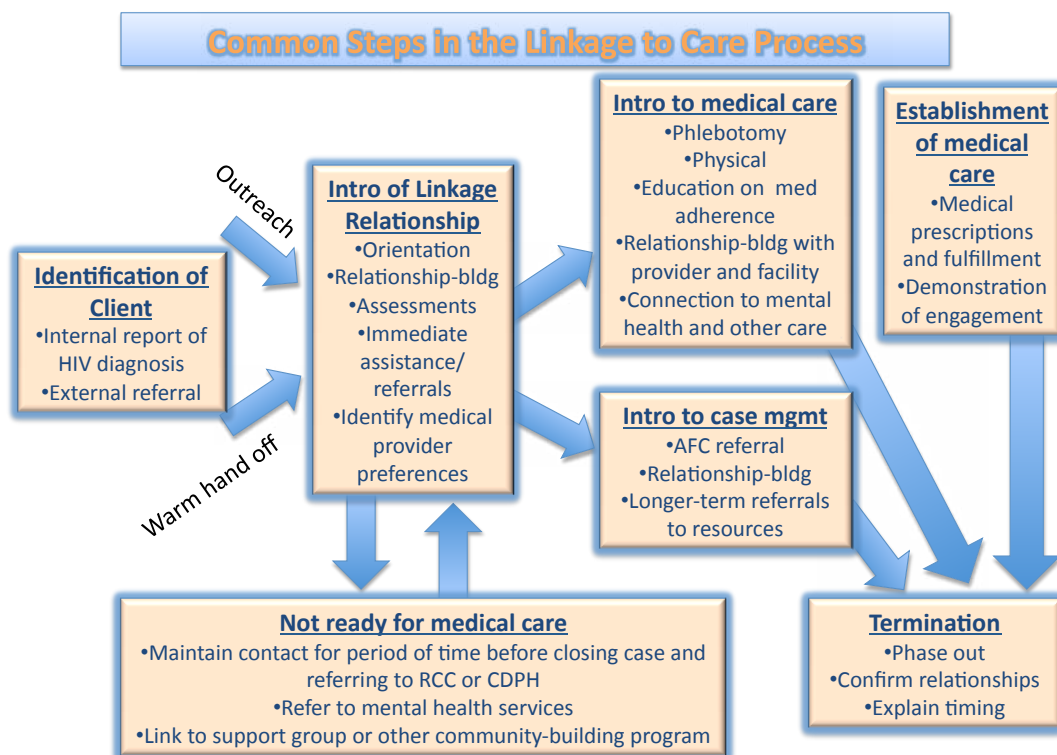 Common Steps in the Linkage to Care Process
Outreach
Warm hand off
Identification of
Client
•Internal report of
HIV diagnosis
•External referral
Intro of Linkage
Relationship
•Orientation
•Relationship-bldg
•Assessments
•Immediate
assistance/
referrals
•Identify medical
provider
preferences
Intro to medical care
•Phlebotomy
•Physical
•Education on med
adherence
•Relationship-bldg with
provider and facility
•Connection to mental
health and other care
Establishment
of medical
care
•Medical
prescriptions
and fulfillment
•Demonstration
of engagement
Intro to case mgmt
•AFC referral
•Relationship-bldg
•Longer-term referrals
to resources
Not ready for medical care
•Maintain contact for period of time before closing case and
referring to RCC or CDPH
•Refer to mental health services
•Link to support group or other community-building program
Termination
•Phase out
•Confirm relationships
•Explain timing